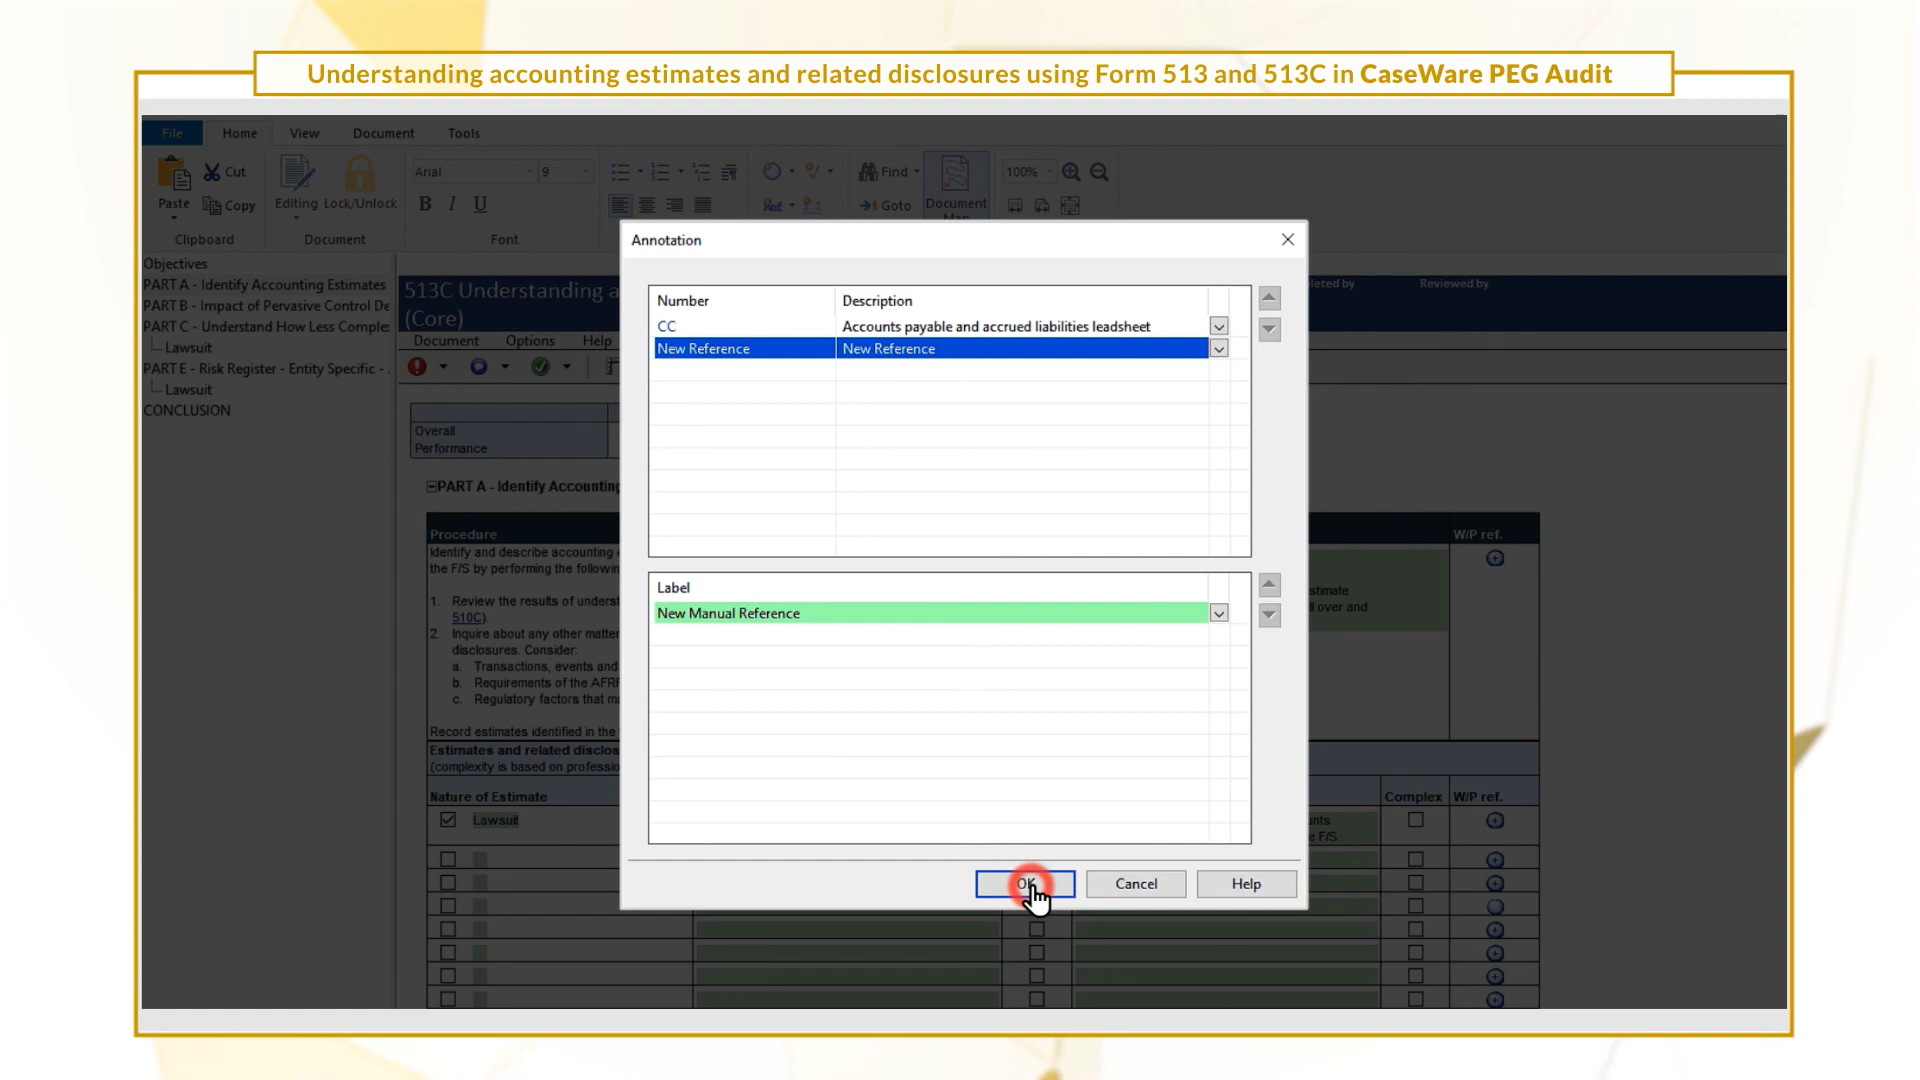 Understanding accounting estimates and related disclosures using Form 513 and 513C in CaseWare PEG Audit
File Home View Document Tools
Paste Cut Copy Clipboard
Editing Lock/Unlock Document
Arial 9
B I U
Font
Find Goto
Document
Map
100%
Objectives
PART A - Identify Accounting Estimates
PART B - Impact of Pervasive Control De
PART C - Understand How Less Comple
Lawsuit
PART E - Risk Register - Entity Specific -
Lawsuit
CONCLUSION
513C Understanding a
(Core)
Reviewed by
Document Options Help
Overall
Performance
PART A - Identify Accounting
Procedure
W/P ref.
Identify and describe accounting
the F/S by performing the followin
1. Review the results of underst
510C).
2. Inquire about any other matter
disclosures. Consider:
a. Transactions, events and
b. Requirements of the AFRF
c. Regulatory factors that m
Record estimates identified in the
Estimates and related disclos
(complexity is based on professio
Nature of Estimate
Complex W/P ref.
Lawsuit
l over and
e F/S.
Annotation
Number Description
CC Accounts payable and accrued liabilities leadsheet
New Reference New Reference
Label
New Manual Reference
OK Cancel Help